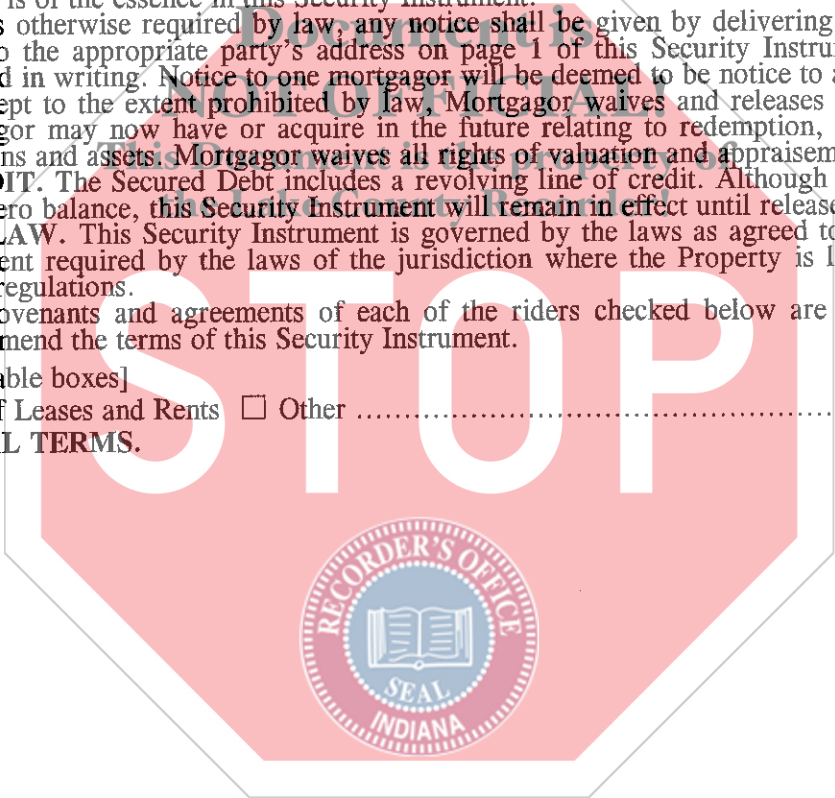 is of the essence in this Security Instrument.
s otherwise required by law, any notice shall be given by delivering
o the appropriate party's address on page 1 of this Security Instru
d in writing. Notice to one mortgagor will be deemed to be notice to a
ept to the extent prohibited by law, Mortgagor waives and releases
gor may now have or acquire in the future relating to redemption,
ns and assets. Mortgagor waives all rights of valuation and appraisem
DIT. The Secured Debt includes a revolving line of credit. Although
ero balance, this Security Instrument will remain in effect until release
LAW. This Security Instrument is governed by the laws as agreed to
ent required by the laws of the jurisdiction where the Property is l
regulations.
ovenants and agreements of each of the riders checked below are
mend the terms of this Security Instrument.
able boxes]
f Leases and Rents ☐ Other ..........................................
L TERMS.
Document is
NOT OFFICIAL!
This Document is the property of
the Lake County Recorder!
STOP
RECORDER'S OFFICE
SEAL
INDIANA